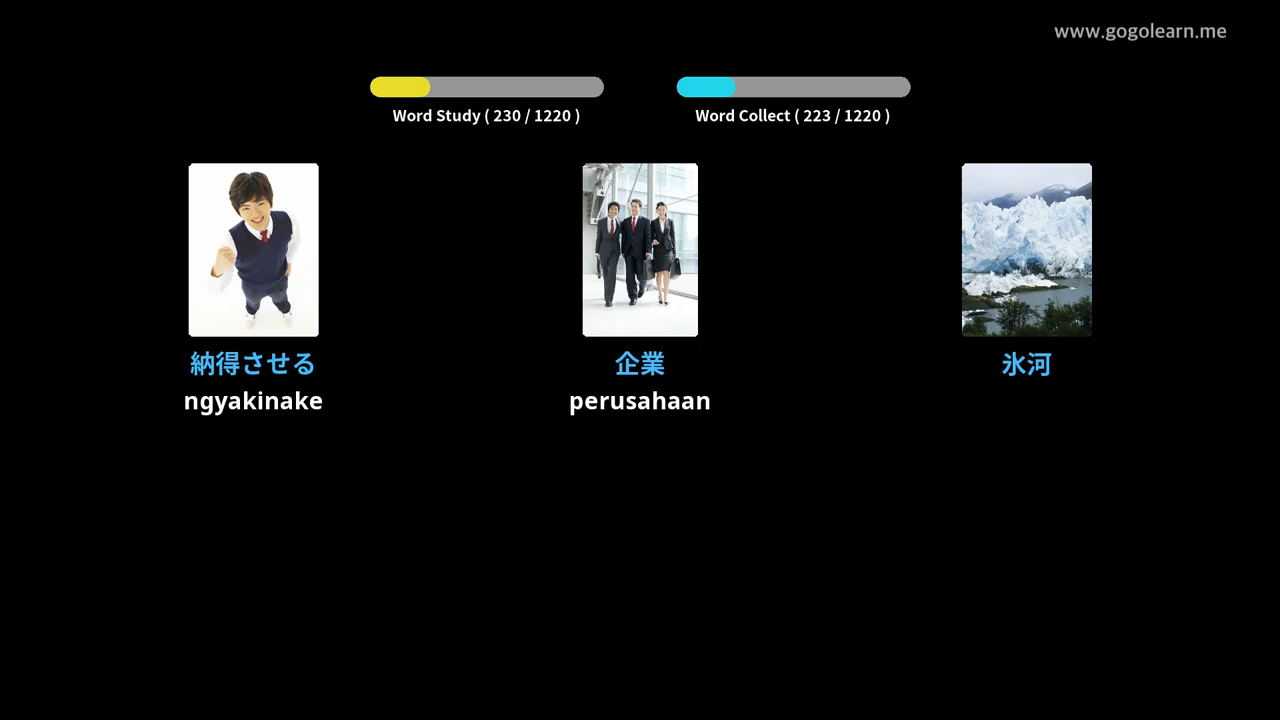 www.gogolearn.me
Word Study ( 230 / 1220 )
Word Collect ( 223 / 1220 )
納得させる
企業
氷河
ngyakinake
perusahaan